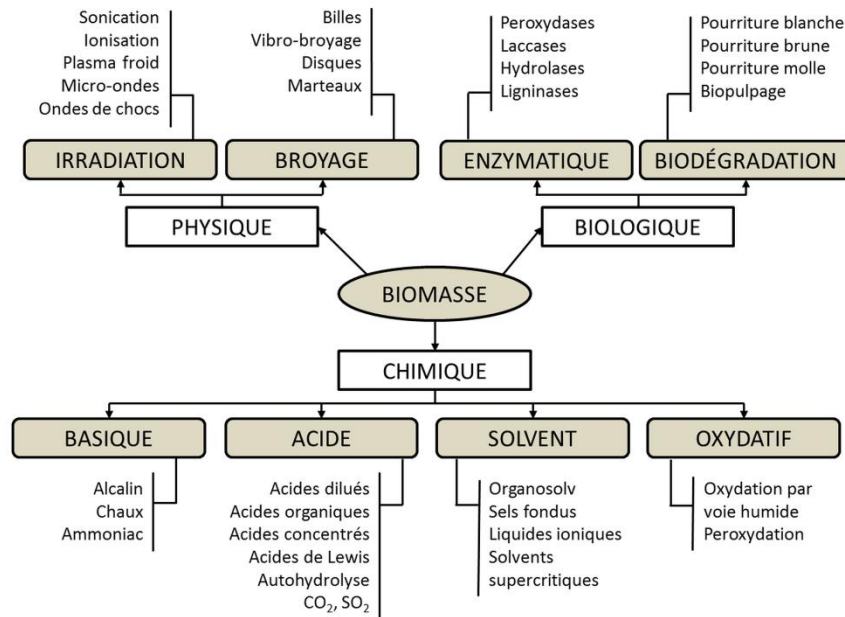 Sonication
Ionisation
Plasma froid
Micro-ondes
Ondes de chocs
Billes
Vibro-broyage
Disques
Marteaux
Peroxydases
Laccases
Hydrolases
Ligninases
Pourriture blanche
Pourriture brune
Pourriture molle
Biopulpage
IRRADIATION
BROYAGE
ENZYMATIQUE
BIODÉGRADATION
PHYSIQUE
BIOLOGIQUE
BIOMASSE
CHIMIQUE
BASIQUE
ACIDE
SOLVENT
OXYDATIF
Alcalin
Chaux
Ammoniac
Acides dilués
Acides organiques
Acides concentrés
Acides de Lewis
Autohydrolyse
CO₂, SO₂
Organosolv
Sels fondus
Liquides ioniques
Solvents
supercritiques
Oxydation par
voie humide
Peroxydation